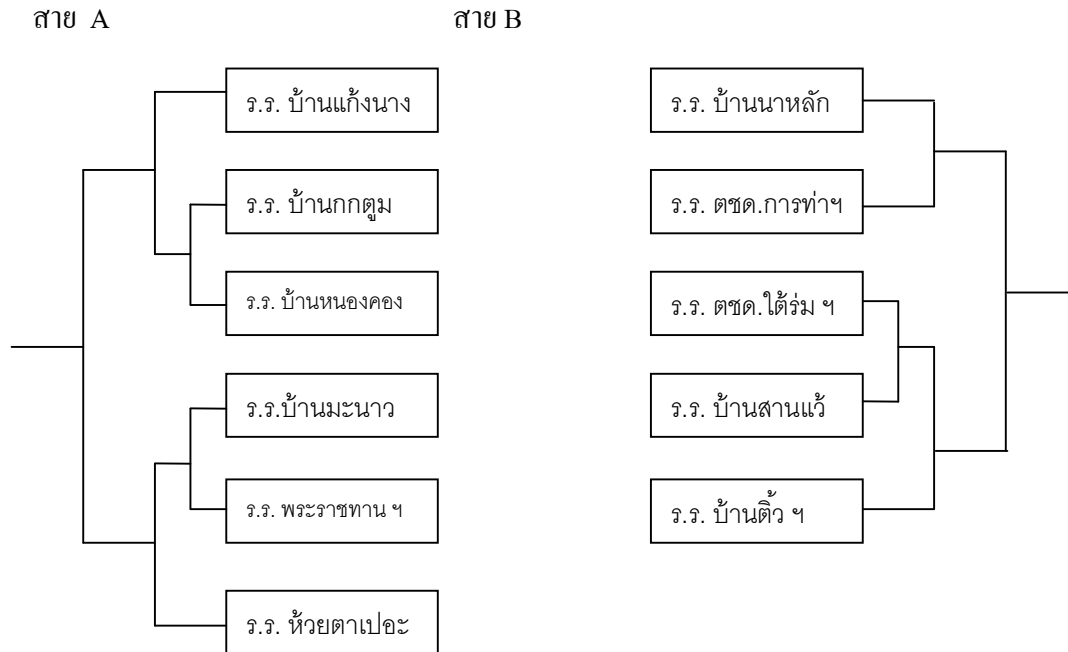 สาย A
สาย B
ร.ร. บ้านแก้งนาง
ร.ร. บ้านกกตูม
ร.ร. บ้านหนองคอง
ร.ร.บ้านมะนาว
ร.ร. พระราชทาน ฯ
ร.ร. ห้วยตาเปอะ
ร.ร. บ้านนาหลัก
ร.ร. ตชด.การท่าฯ
ร.ร. ตชด.ใต้ร่ม ฯ
ร.ร. บ้านสานแว้
ร.ร. บ้านติ้ว ฯ